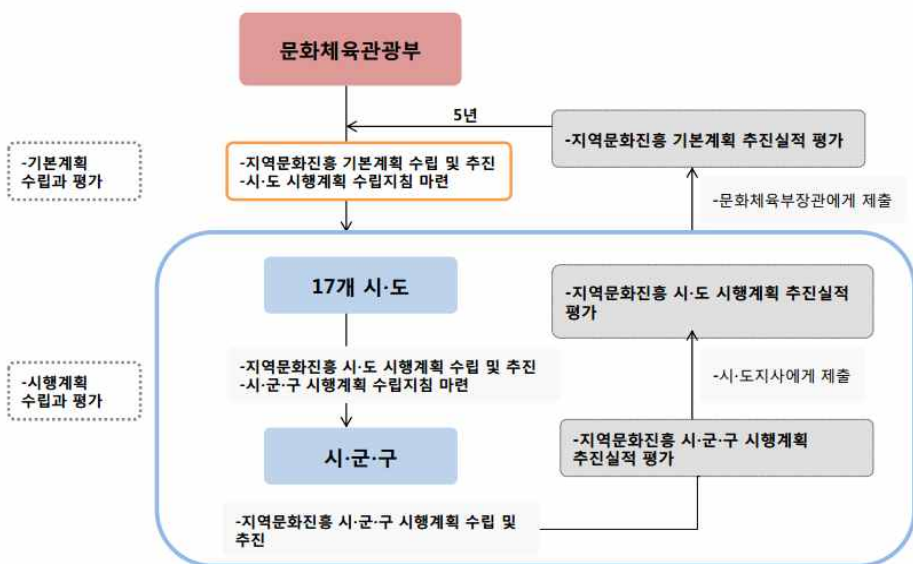 문화체육관광부
5년
-지역문화진흥 기본계획 추진실적 평가
-기본계획
수립과 평가
-지역문화진흥 기본계획 수립 및 추진
-시·도 시행계획 수립지침 마련
-문화체육부장관에게 제출
17개 시·도
-지역문화진흥 시·도 시행계획 추진실적
평가
-지역문화진흥 시·도 시행계획 수립 및 추진
-시·군·구 시행계획 수립지침 마련
-시행계획
수립과 평가
-시·도지사에게 제출
시·군·구
-지역문화진흥 시·군·구 시행계획
추진실적 평가
-지역문화진흥 시·군·구 시행계획 수립 및
추진